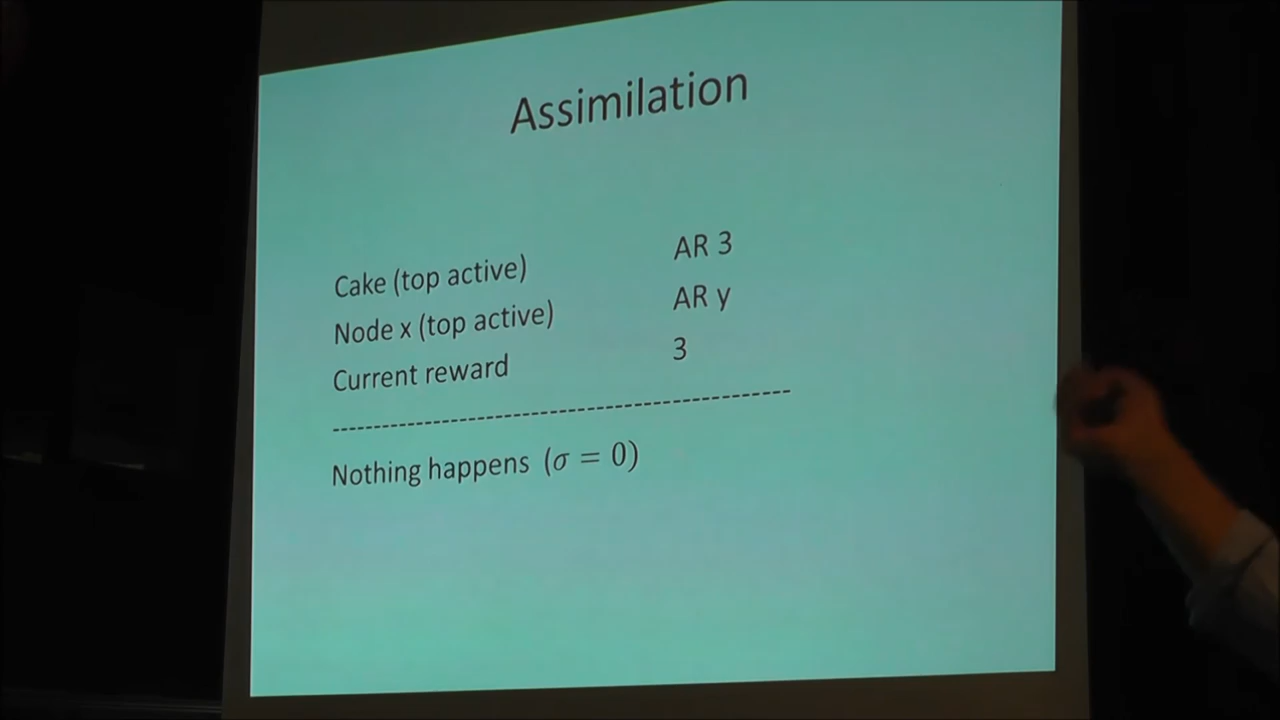 Assimilation
Cake (top active) AR 3
Node x (top active) AR y
Current reward 3
--------------------------------------------------------
Nothing happens (σ = 0)